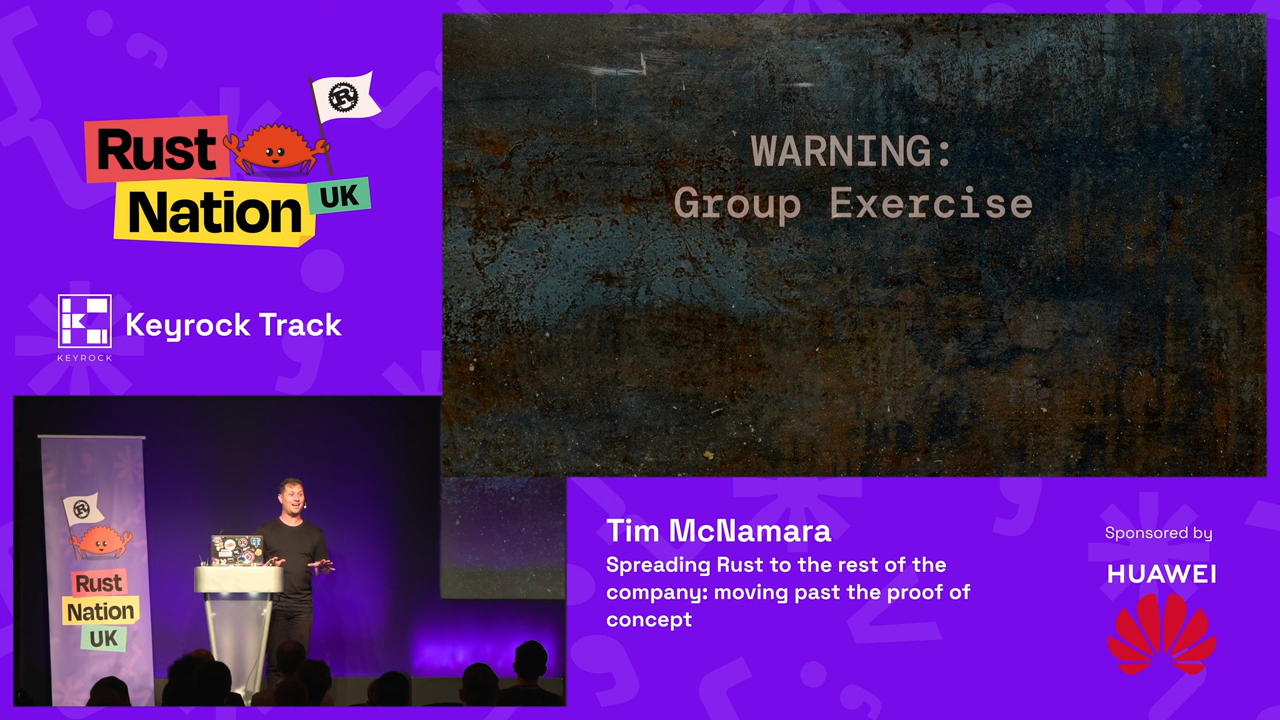 WARNING:
Group Exercise
Rust
Nation
UK
R
Keyrock Track
KEYROCK
R
Rust
Nation
UK
Tim McNamara
Spreading Rust to the rest of the
company: moving past the proof of
concept
Sponsored by
HUAWEI